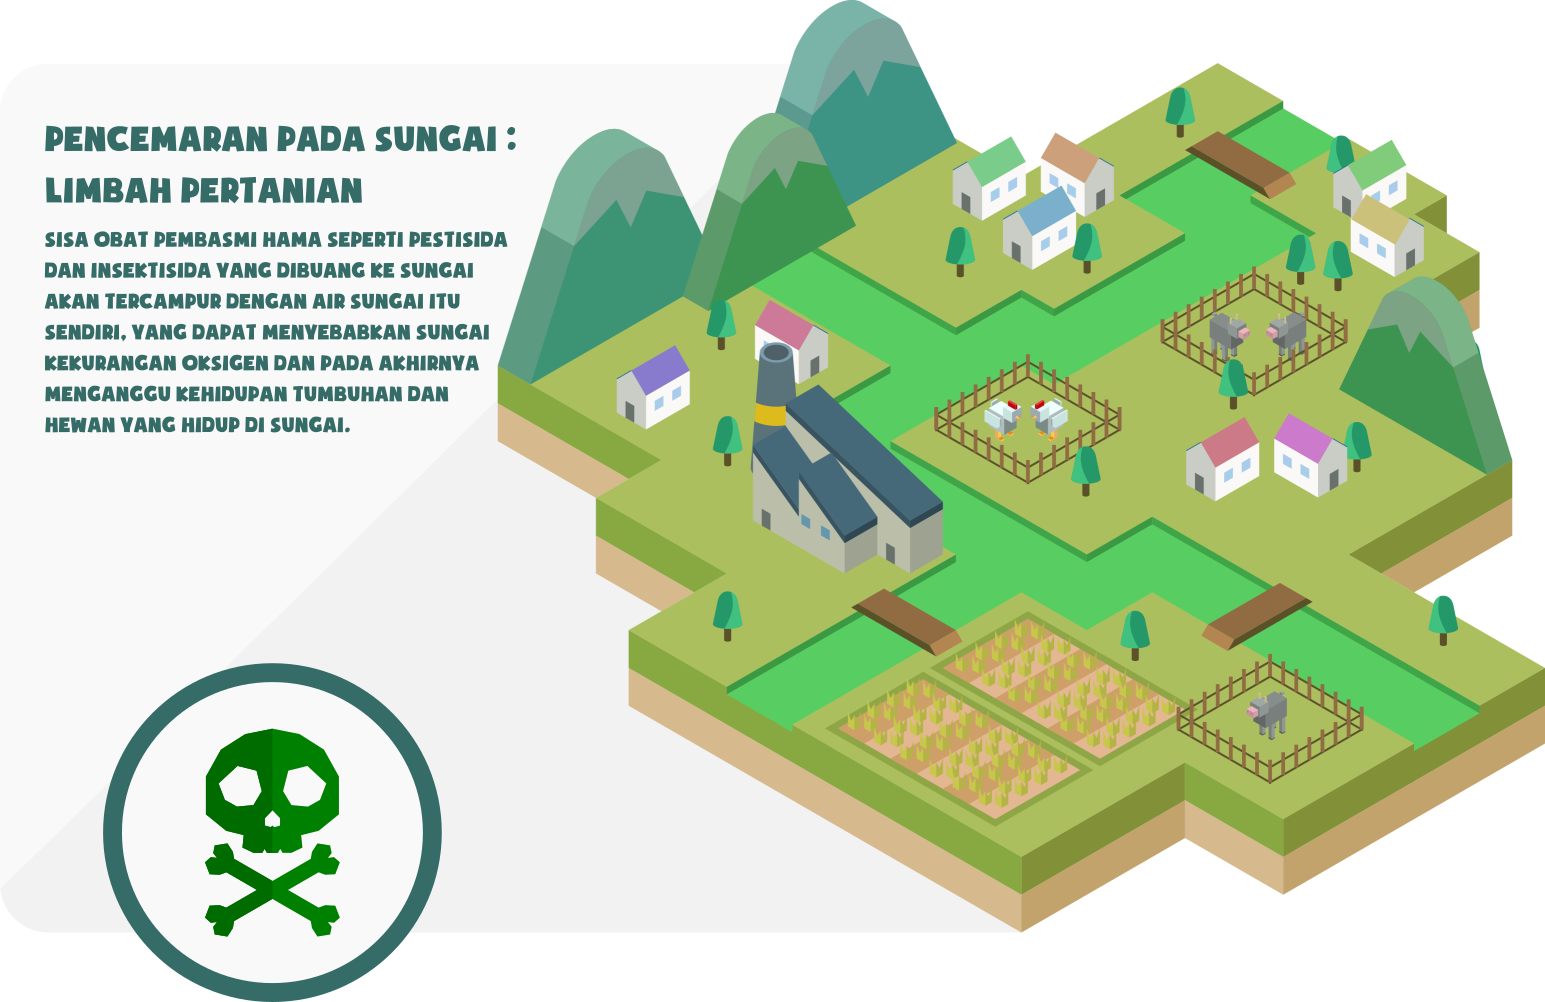 PENCEMARAN PADA SUNGAI :
LIMBAH PERTANIAN
SISA OBAT PEMBASMI HAMA SEPERTI PESTISIDA
DAN INSEKTISIDA YANG DIBUANG KE SUNGAI
AKAN TERCAMPUR DENGAN AIR SUNGAI ITU
SENDIRI, YANG DAPAT MENYEBABKAN SUNGAI
KEKURANGAN OKSIGEN DAN PADA AKHIRNYA
MENGANGGU KEHIDUPAN TUMBUHAN DAN
HEWAN YANG HIDUP DI SUNGAI.